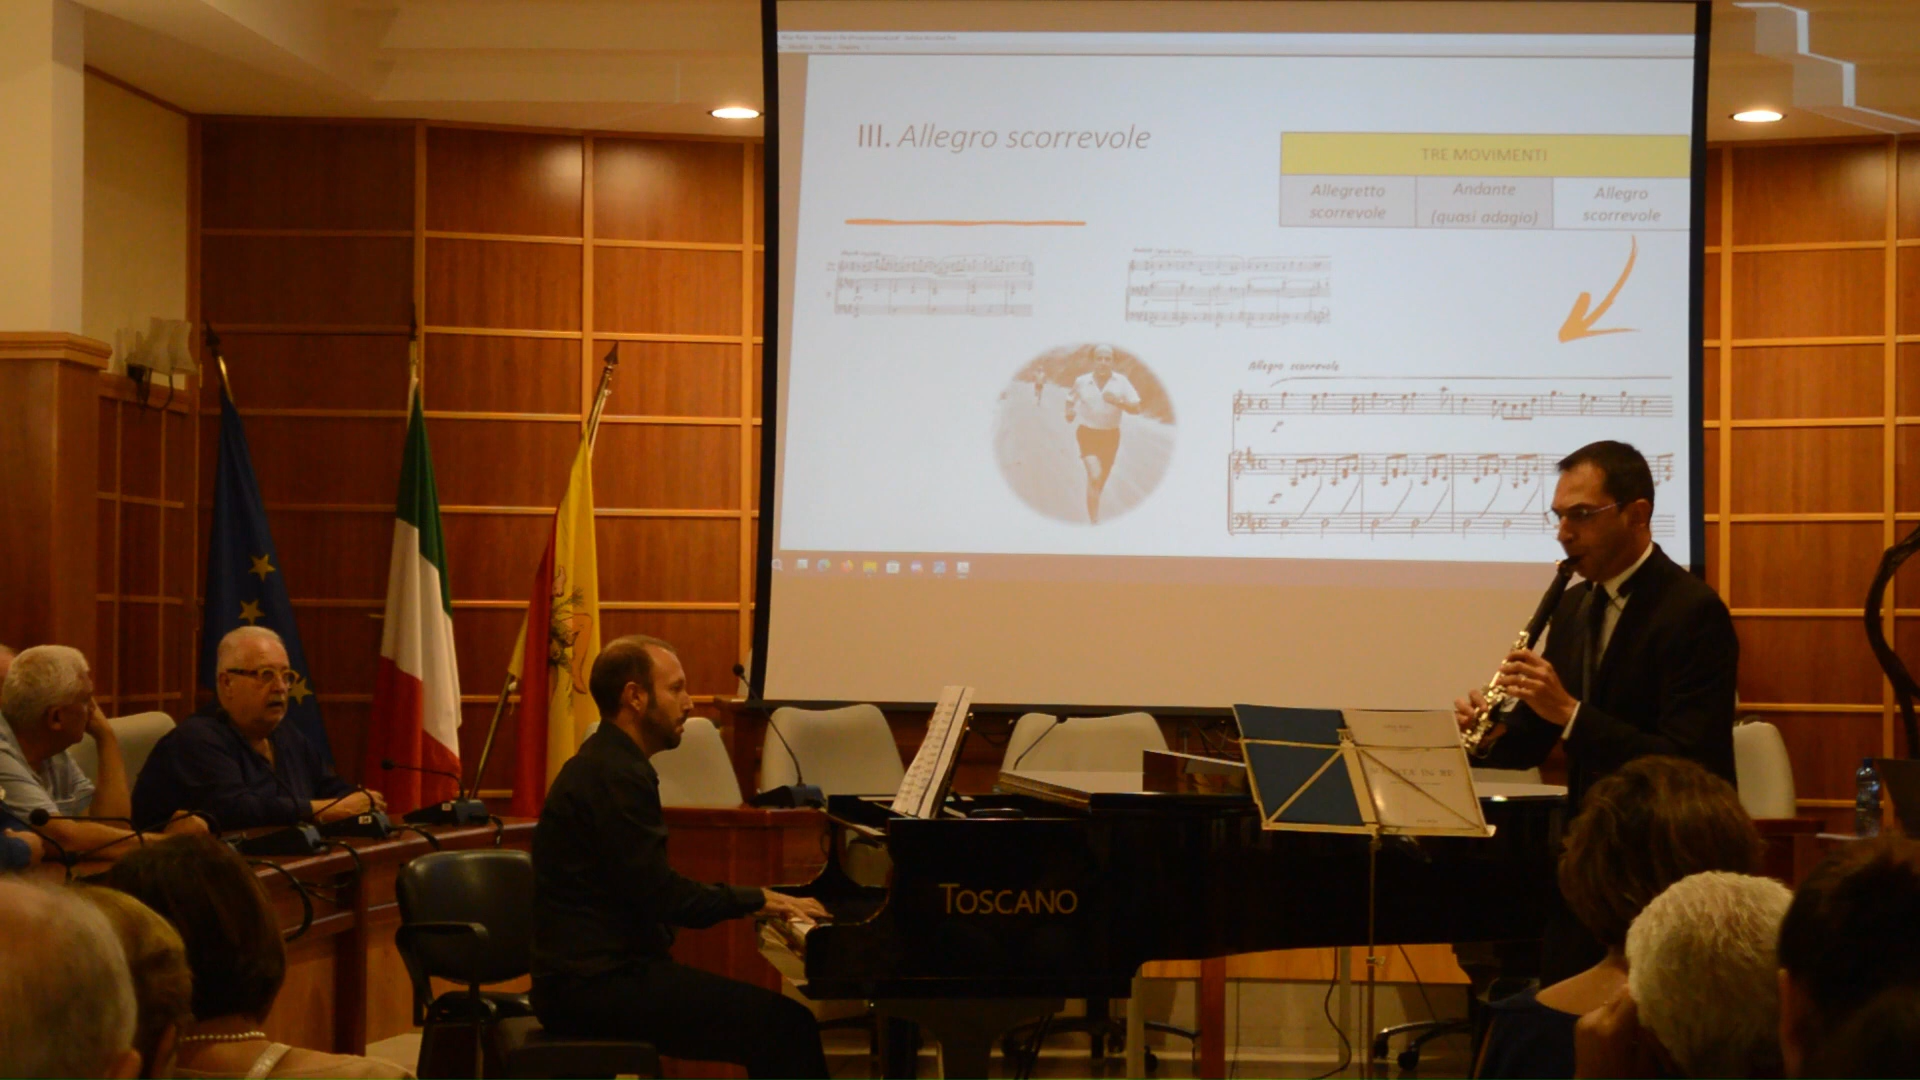 III. Allegro scorrevole
TRE MOVIMENTI
Allegretto
scorrevole
Andante
(quasi adagio)
Allegro
scorrevole
Allegro scorrevole
TOSCANO